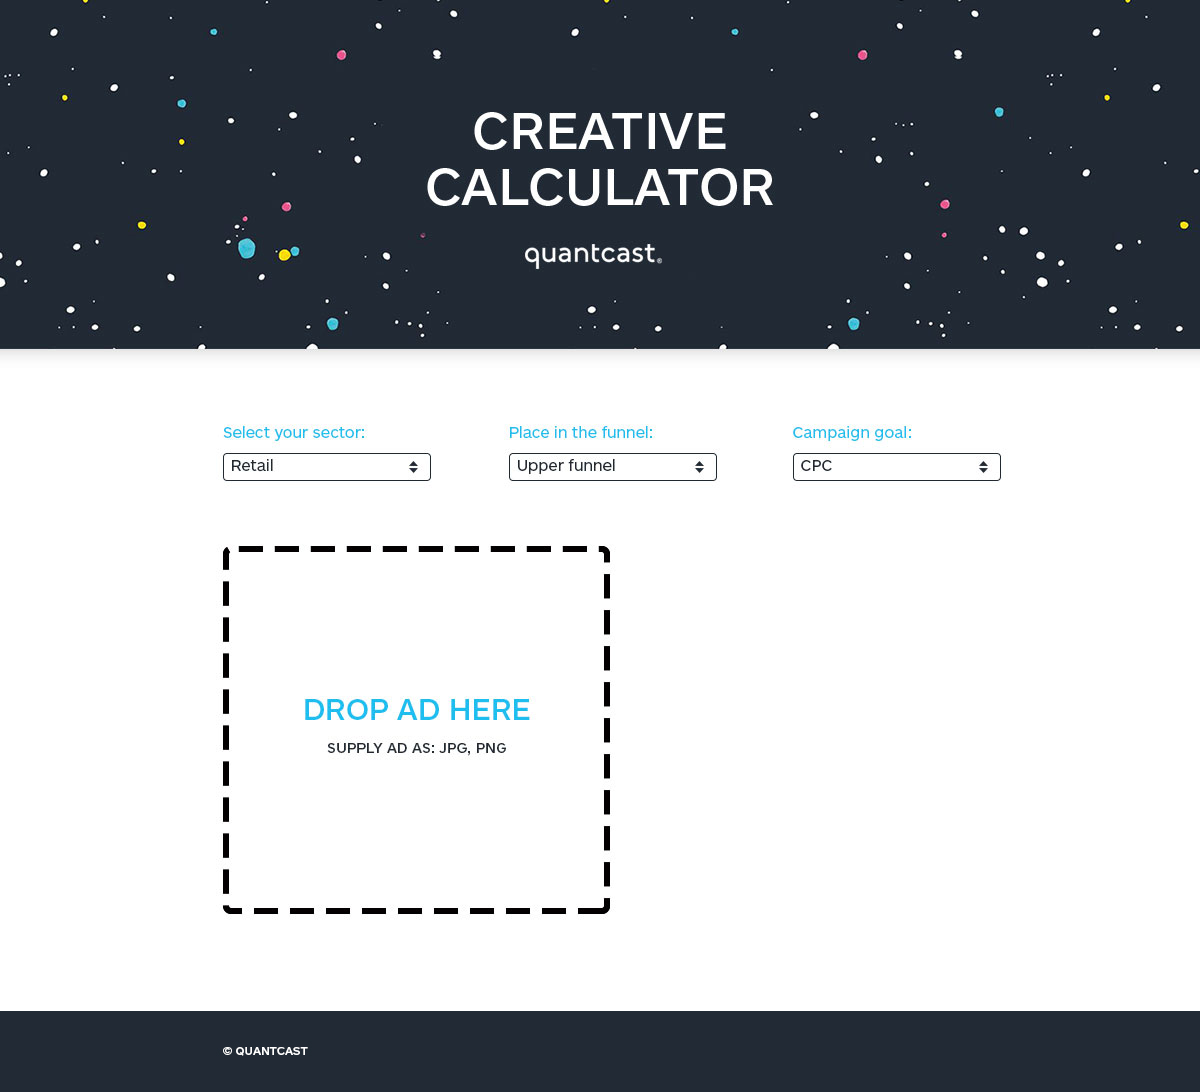 CREATIVE
CALCULATOR
quantcast®
Select your sector:
Place in the funnel:
Campaign goal:
Retail
Upper funnel
CPC
DROP AD HERE
SUPPLY AD AS: JPG, PNG
© QUANTCAST